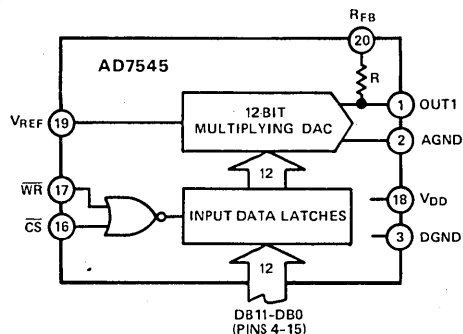 RFB
20
AD7545
R
12-BIT
MULTIPLYING DAC
1 OUT1
VREF 19
2 AGND
12
WR 17
INPUT DATA LATCHES
18 VDD
CS 16
3 DGND
12
DB11-DB0
(PINS 4-15)